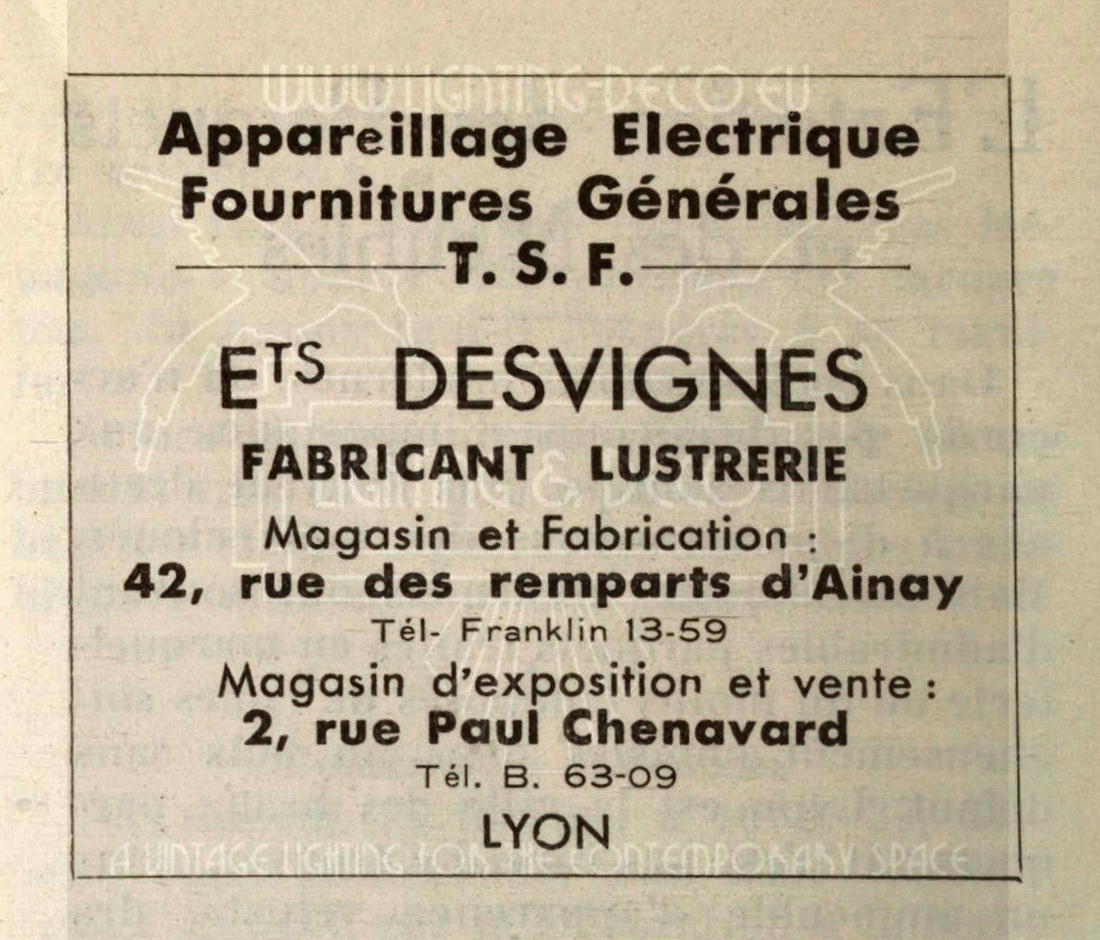 WWW.LIGHTING-DECO.EU
Appareillage Electrique
Fournitures Générales
T. S. F.
ETS DESVIGNES
FABRICANT LUSTRERIE
LIGHTING & DECO
Magasin et Fabrication :
42, rue des remparts d'Ainay
Tél- Franklin 13-59
Magasin d'exposition et vente :
2, rue Paul Chenavard
Tél. B. 63-09
LYON
A VINTAGE LIGHTING FOR THE CONTEMPORARY SPACE